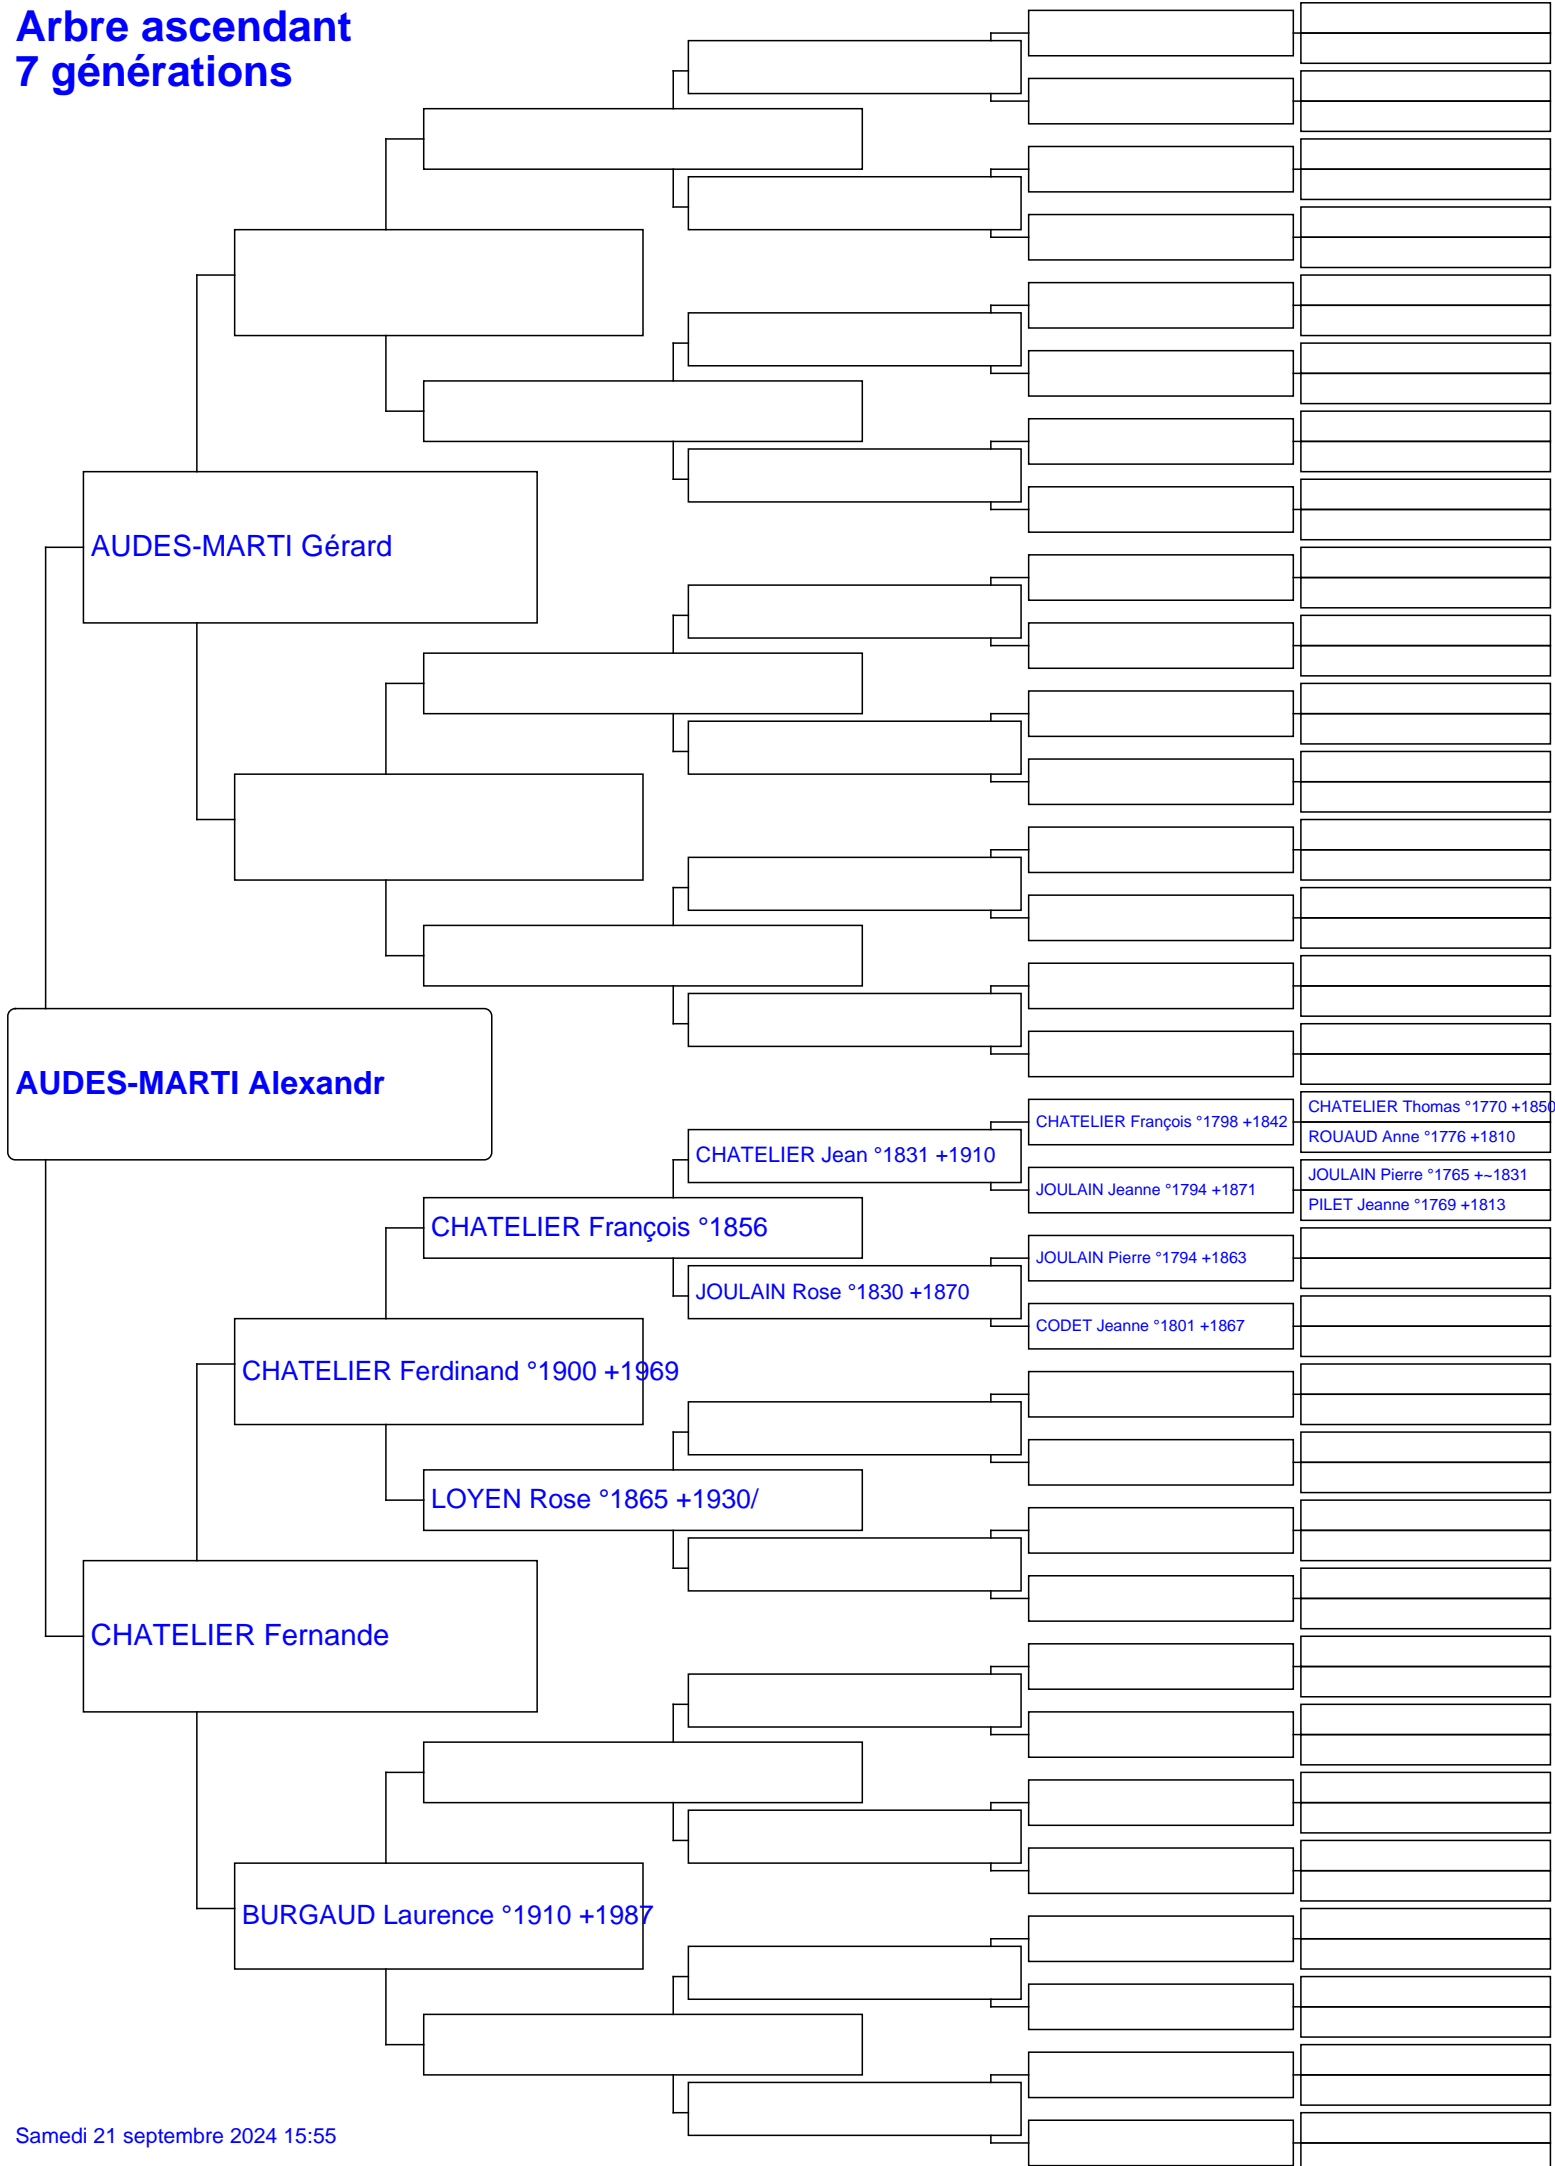 Arbre ascendant
7 générations
AUDES-MARTI Gérard
AUDES-MARTI Alexandr
CHATELIER Thomas °1770 +1850
CHATELIER François °1798 +1842
ROUAUD Anne °1776 +1810
CHATELIER Jean °1831 +1910
JOULAIN Pierre °1765 +~1831
JOULAIN Jeanne °1794 +1871
PILET Jeanne °1769 +1813
CHATELIER François °1856
JOULAIN Pierre °1794 +1863
JOULAIN Rose °1830 +1870
CODET Jeanne °1801 +1867
CHATELIER Ferdinand °1900 +1969
LOYEN Rose °1865 +1930/
CHATELIER Fernande
BURGAUD Laurence °1910 +1987
Samedi 21 septembre 2024 15:55